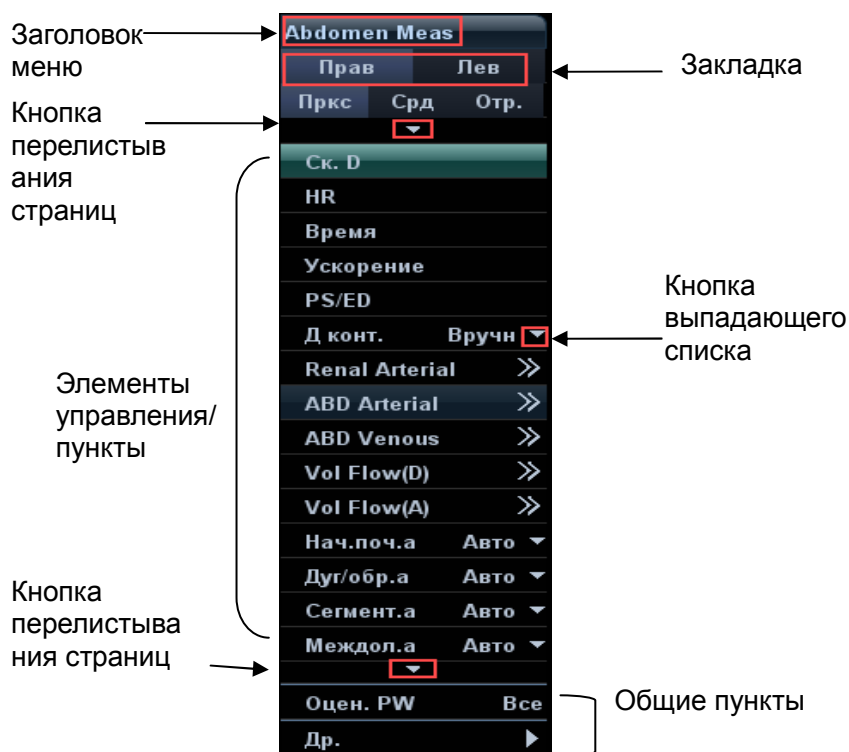 Заголовок
меню
Кнопка
перелистыв
ания
страниц
Элементы
управления/
пункты
Кнопка
перелистыва
ния страниц
Abdomen Meas
Прав Лев
Пркс Срд Отр.
Ск. D
HR
Время
Ускорение
PS/ED
Д конт. Вручн
Renal Arterial
ABD Arterial
ABD Venous
Vol Flow(D)
Vol Flow(A)
Нач.поч.а Авто
Дуг/обр.а Авто
Сегмент.а Авто
Междол.а Авто
Оцен. PW Все
Др.
Закладка
Кнопка
выпадающего
списка
Общие пункты